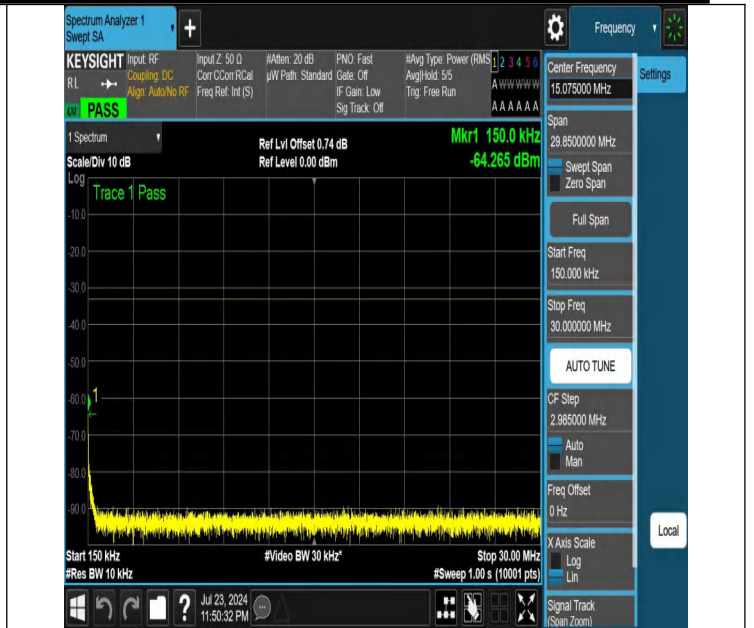 Spectrum Analyzer 1
Swept SA
+
Frequency
KEYSIGHT
RL
LXI
PASS
Input: RF
Coupling: DC
Align: Auto/No RF
Input Z: 50 Ω
Corr CCorr RCal
Freq Ref: Int (S)
#Atten: 20 dB
µW Path: Standard
PNO: Fast
Gate: Off
IF Gain: Low
Sig Track: Off
#Avg Type: Power (RMS
Avg|Hold: 5/5
Trig: Free Run
1 2 3 4 5 6
A W W W W W
A A A A A A
1 Spectrum
Scale/Div 10 dB
Ref Lvl Offset 0.74 dB
Ref Level 0.00 dBm
Mkr1 150.0 kHz
-64.265 dBm
Log
Trace 1 Pass
-10.0
-20.0
-30.0
-40.0
-50.0
-60.0
-70.0
-80.0
-90.0
1
Start 150 kHz
#Res BW 10 kHz
#Video BW 30 kHz*
Stop 30.00 MHz
#Sweep 1.00 s (10001 pts)
?
Jul 23, 2024
11:50:32 PM
Center Frequency
15.075000 MHz
Settings
Span
29.8500000 MHz
Swept Span
Zero Span
Full Span
Start Freq
150.000 kHz
Stop Freq
30.000000 MHz
AUTO TUNE
CF Step
2.985000 MHz
Auto
Man
Freq Offset
0 Hz
Local
X Axis Scale
Log
Lin
Signal Track
(Span Zoom)